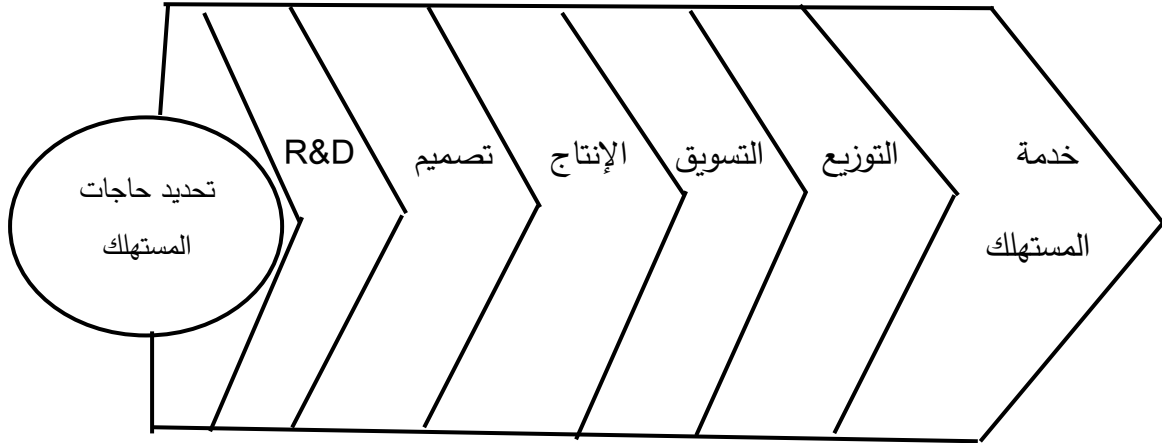 تحديد حاجات
المستهلك
R&D
تصميم
الإنتاج
التسويق
التوزيع
خدمة
المستهلك